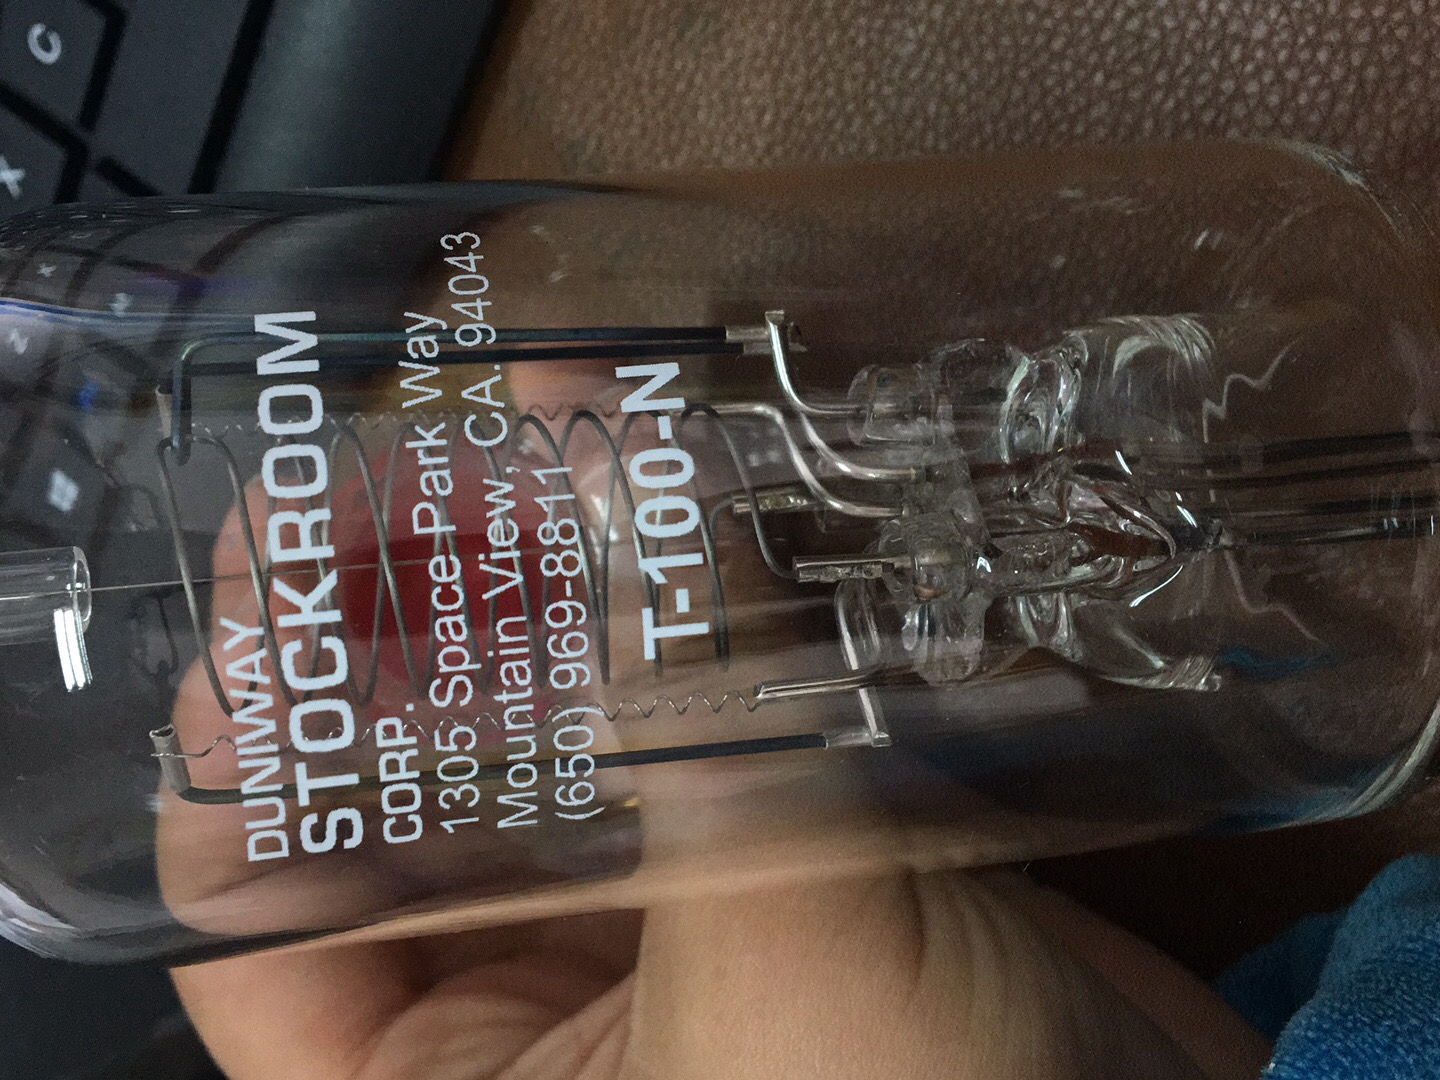 DUNIWAY
STOCKROOM
CORP.
1305 Space Park Way
Mountain View, CA. 94043
(650) 969-8811
T-100-N
C
X
Z
X